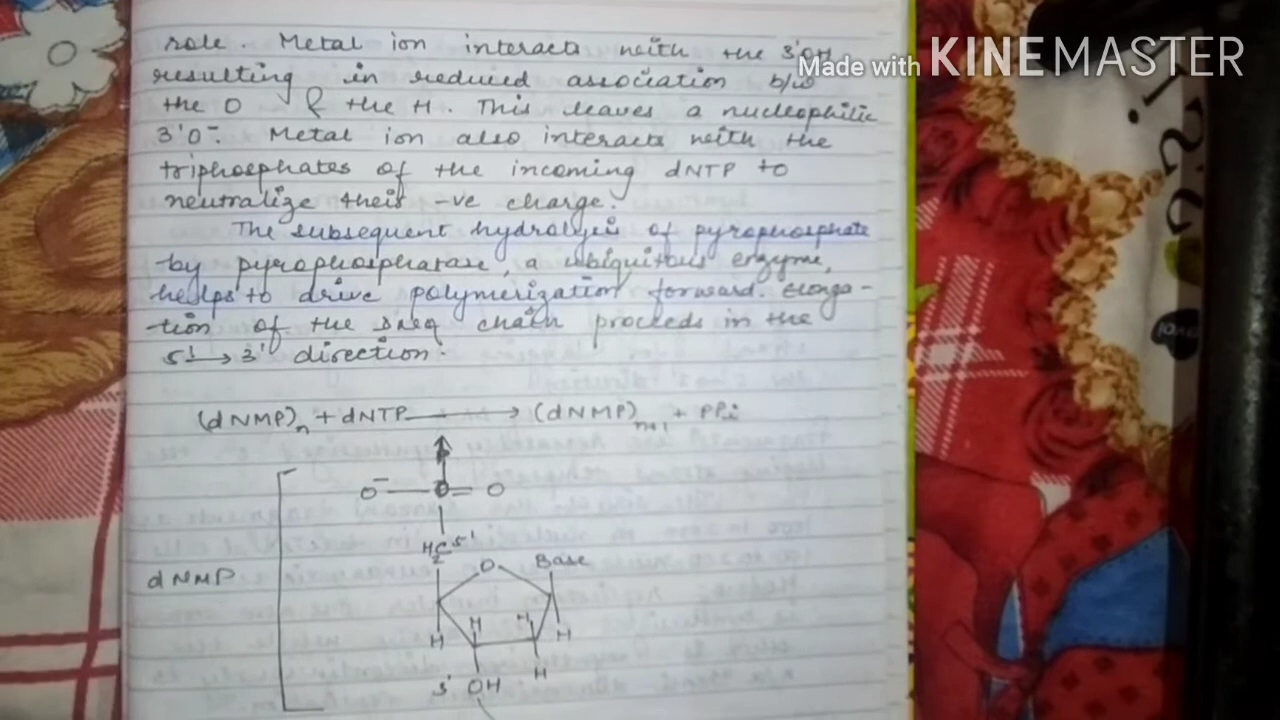 role. Metal ion interacts with the 3'OH
Made with KINEMASTER
resulting in reduced association b/w
the O & the H. This leaves a nucleophilic
3'O⁻. Metal ion also interacts with the
triphosphates of the incoming dNTP to
neutralize their -ve charge.
The subsequent hydrolysis of pyrophosphate
by pyrophosphatase, a ubiquitous enzyme,
helps to drive polymerization forward. Elonga-
tion of the daeg chain proceeds in the
5' → 3' direction.
(dNMP)n + dNTP → (dNMP)n+1 + PPi
O⁻ — = O
H2C 5'
O Base
dNMP
H H H H
H
3' OH